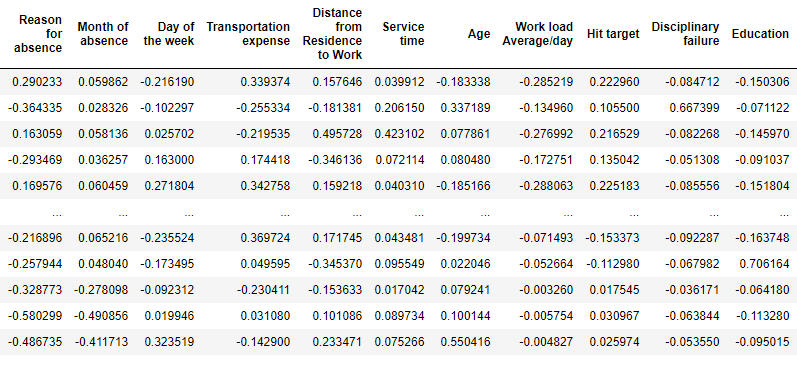 Reason for absence Month of absence Day of the week Transportation expense Distance from Residence to Work Service time Age Work load Average/day Hit target Disciplinary failure Education
0.290233 0.059862 -0.216190 0.339374 0.157646 0.039912 -0.183338 -0.285219 0.222960 -0.084712 -0.150306
-0.364335 0.028326 -0.102297 -0.255334 -0.181381 0.206150 0.337189 -0.134960 0.105500 0.667399 -0.071122
0.163059 0.058136 0.025702 -0.219535 0.495728 0.423102 0.077861 -0.276992 0.216529 -0.082268 -0.145970
-0.293469 0.036257 0.163000 0.174418 -0.346136 0.072114 0.080480 -0.172751 0.135042 -0.051308 -0.091037
0.169576 0.060459 0.271804 0.342758 0.159218 0.040310 -0.185166 -0.288063 0.225183 -0.085556 -0.151804
... ... ... ... ... ... ... ... ... ... ...
-0.216896 0.065216 -0.235524 0.369724 0.171745 0.043481 -0.199734 -0.071493 -0.153373 -0.092287 -0.163748
-0.257944 0.048040 -0.173495 0.049595 -0.345370 0.095549 0.022046 -0.052664 -0.112980 -0.067982 0.706164
-0.328773 -0.278098 -0.092312 -0.230411 -0.153633 0.017042 0.079241 -0.003260 0.017545 -0.036171 -0.064180
-0.580299 -0.490856 0.019946 0.031080 0.101086 0.089734 0.100144 -0.005754 0.030967 -0.063844 -0.113280
-0.486735 -0.411713 0.323519 -0.142900 0.233471 0.075266 0.550416 -0.004827 0.025974 -0.053550 -0.095015